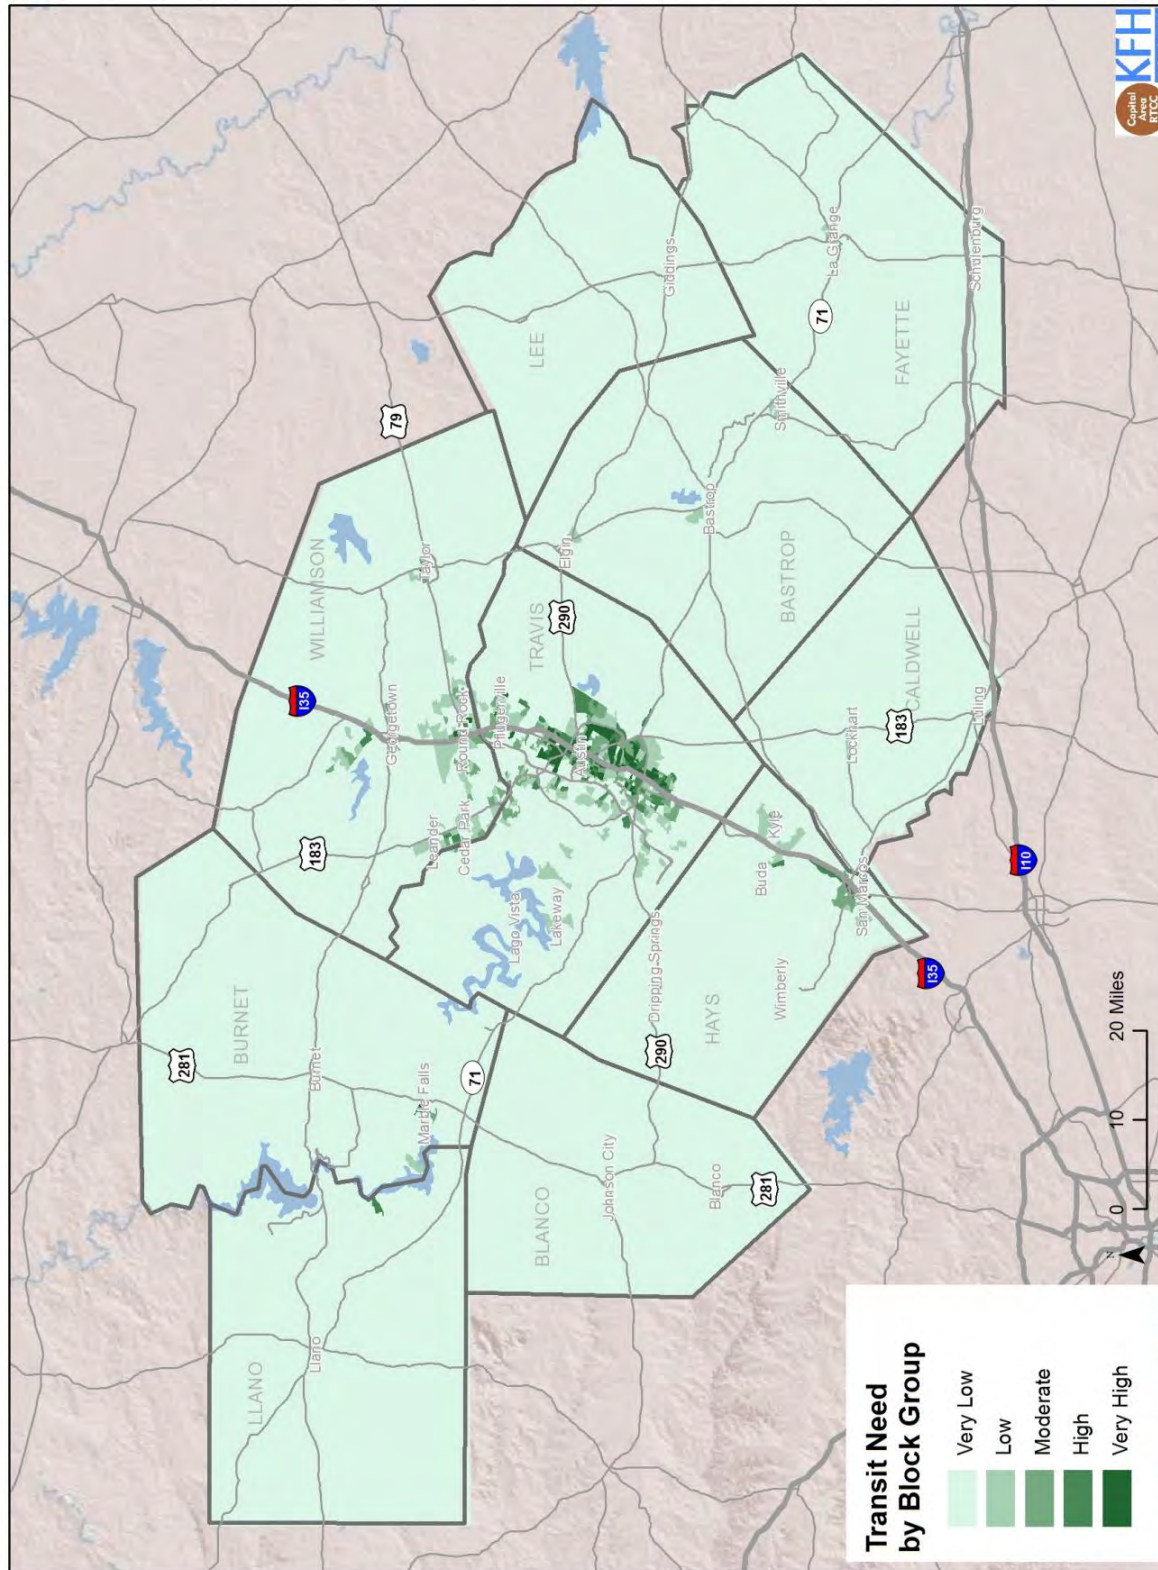 LLANO
Llano
BURNET
281
Burnet
Marble Falls
71
WILLIAMSON
I35
183
79
Georgetown
Taylor
Leander
Cedar Park
Round Rock
Pflugerville
LEE
Giddings
TRAVIS
290
Elgin
Lago Vista
Lakeway
Austin
BLANCO
Johnson City
Blanco
281
HAYS
290
Dripping Springs
Wimberly
Buda
Kyle
San Marcos
BASTROP
Bastrop
Smithville
FAYETTE
71
La Grange
Schulenburg
CALDWELL
183
Lockhart
Luling
I35
I10
Transit Need
by Block Group
Very Low
Low
Moderate
High
Very High
N
0 10 20 Miles
Capital
Area
RTCC
KFH